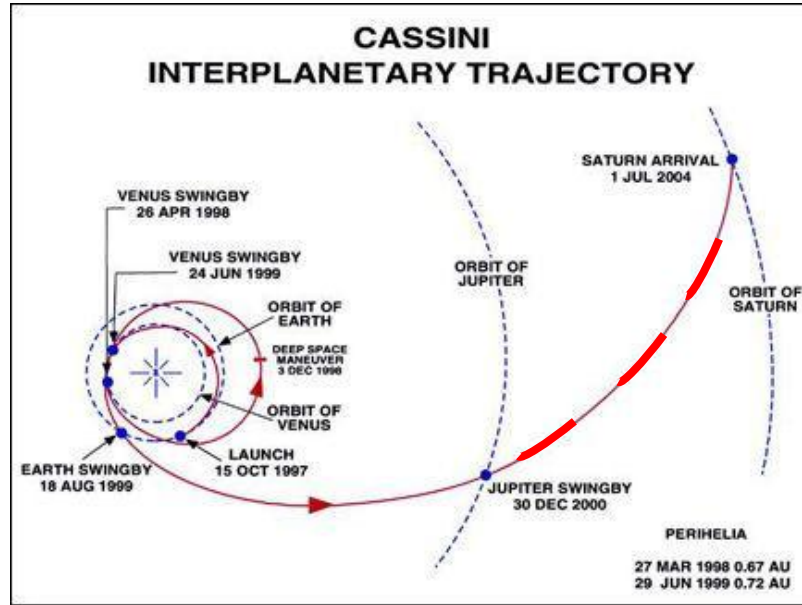 CASSINI
INTERPLANETARY TRAJECTORY
SATURN ARRIVAL
1 JUL 2004
VENUS SWINGBY
26 APR 1998
VENUS SWINGBY
24 JUN 1999
ORBIT OF
JUPITER
ORBIT OF
SATURN
ORBIT OF
EARTH
DEEP SPACE
MANEUVER
3 DEC 1998
ORBIT OF
VENUS
LAUNCH
15 OCT 1997
EARTH SWINGBY
18 AUG 1999
JUPITER SWINGBY
30 DEC 2000
PERIHELIA
27 MAR 1998 0.67 AU
29 JUN 1999 0.72 AU